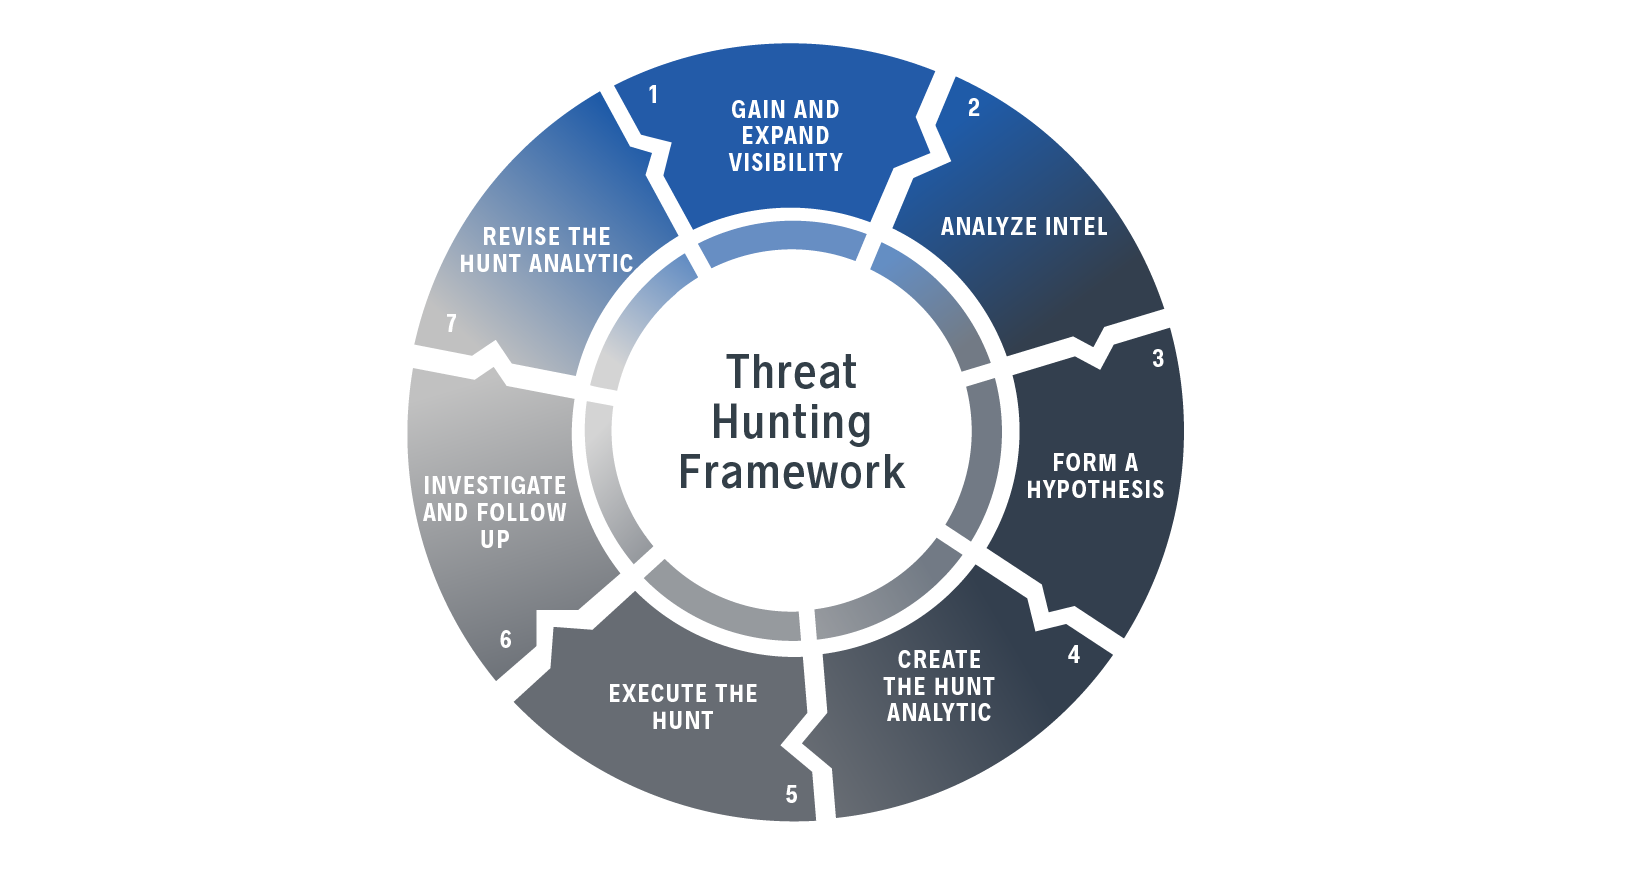 1
GAIN AND
EXPAND
VISIBILITY
2
ANALYZE INTEL
3
FORM A
HYPOTHESIS
4
CREATE
THE HUNT
ANALYTIC
5
EXECUTE THE
HUNT
6
INVESTIGATE
AND FOLLOW
UP
7
REVISE THE
HUNT ANALYTIC
Threat
Hunting
Framework